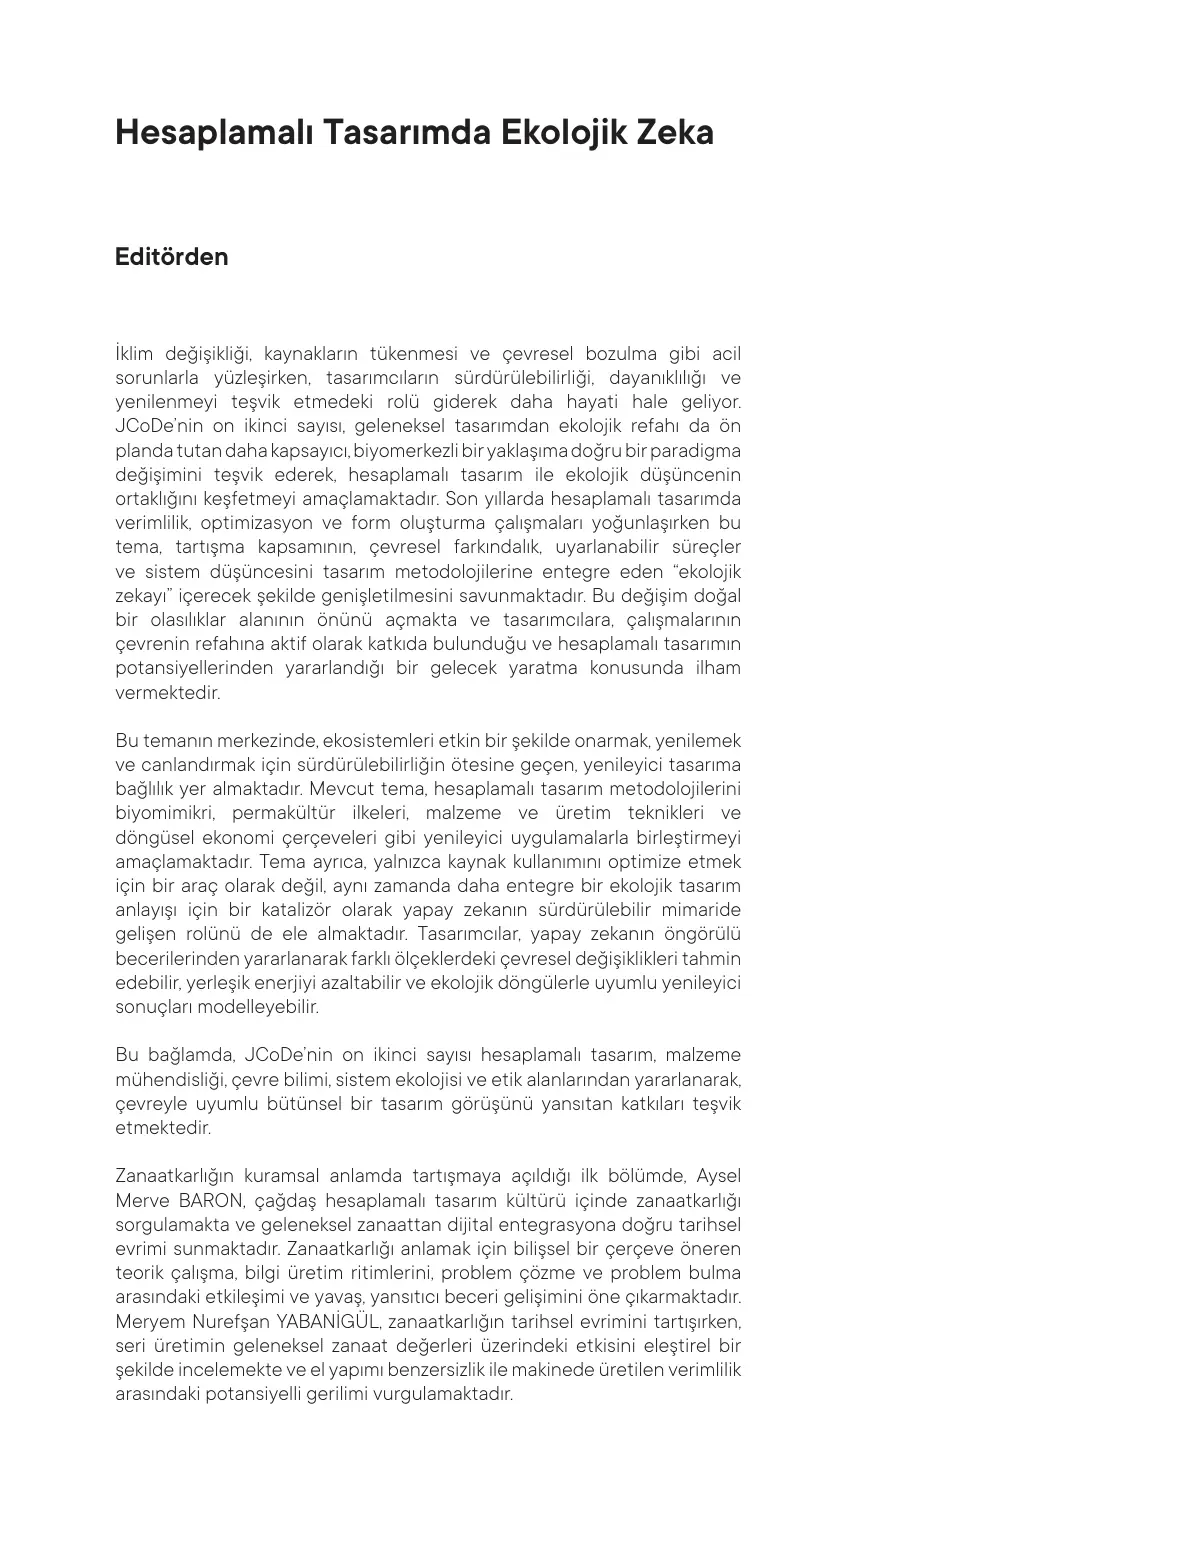 Hesaplamalı Tasarımda Ekolojik Zeka
Editörden
İklim değişikliği, kaynakların tükenmesi ve çevresel bozulma gibi acil
sorunlarla yüzleşirken, tasarımcıların sürdürülebilirliği, dayanıklılığı ve
yenilenmeyi teşvik etmedeki rolü giderek daha hayati hale geliyor.
JCoDe’nin on ikinci sayısı, geleneksel tasarımdan ekolojik refahı da ön
planda tutan daha kapsayıcı, biyomerkezli bir yaklaşıma doğru bir paradigma
değişimini teşvik ederek, hesaplamalı tasarım ile ekolojik düşüncenin
ortaklığını keşfetmeyi amaçlamaktadır. Son yıllarda hesaplamalı tasarımda
verimlilik, optimizasyon ve form oluşturma çalışmaları yoğunlaşırken bu
tema, tartışma kapsamının, çevresel farkındalık, uyarlanabilir süreçler
ve sistem düşüncesini tasarım metodolojilerine entegre eden “ekolojik
zekayı” içerecek şekilde genişletilmesini savunmaktadır. Bu değişim doğal
bir olasılıklar alanının önünü açmakta ve tasarımcılara, çalışmalarının
çevrenin refahına aktif olarak katkıda bulunduğu ve hesaplamalı tasarımın
potansiyellerinden yararlandığı bir gelecek yaratma konusunda ilham
vermektedir.
Bu temanın merkezinde, ekosistemleri etkin bir şekilde onarmak, yenilemek
ve canlandırmak için sürdürülebilirliğin ötesine geçen, yenileyici tasarıma
bağlılık yer almaktadır. Mevcut tema, hesaplamalı tasarım metodolojilerini
biyomimikri, permakültür ilkeleri, malzeme ve üretim teknikleri ve
döngüsel ekonomi çerçeveleri gibi yenileyici uygulamalarla birleştirmeyi
amaçlamaktadır. Tema ayrıca, yalnızca kaynak kullanımını optimize etmek
için bir araç olarak değil, aynı zamanda daha entegre bir ekolojik tasarım
anlayışı için bir katalizör olarak yapay zekanın sürdürülebilir mimaride
gelişen rolünü de ele almaktadır. Tasarımcılar, yapay zekanın öngörülü
becerilerinden yararlanarak farklı ölçeklerdeki çevresel değişiklikleri tahmin
edebilir, yerleşik enerjiyi azaltabilir ve ekolojik döngülerle uyumlu yenileyici
sonuçları modelleyebilir.
Bu bağlamda, JCoDe’nin on ikinci sayısı hesaplamalı tasarım, malzeme
mühendisliği, çevre bilimi, sistem ekolojisi ve etik alanlarından yararlanarak,
çevreyle uyumlu bütünsel bir tasarım görüşünü yansıtan katkıları teşvik
etmektedir.
Zanaatkarlığın kuramsal anlamda tartışmaya açıldığı ilk bölümde, Aysel
Merve BARON, çağdaş hesaplamalı tasarım kültürü içinde zanaatkarlığı
sorgulamakta ve geleneksel zanaattan dijital entegrasyona doğru tarihsel
evrimi sunmaktadır. Zanaatkarlığı anlamak için bilişsel bir çerçeve öneren
teorik çalışma, bilgi üretim ritimlerini, problem çözme ve problem bulma
arasındaki etkileşimi ve yavaş, yansıtıcı beceri gelişimini öne çıkarmaktadır.
Meryem Nurefşan YABANİGÜL, zanaatkarlığın tarihsel evrimini tartışırken,
seri üretimin geleneksel zanaat değerleri üzerindeki etkisini eleştirel bir
şekilde incelemekte ve el yapımı benzersizlik ile makinede üretilen verimlilik
arasındaki potansiyelli gerilimi vurgulamaktadır.